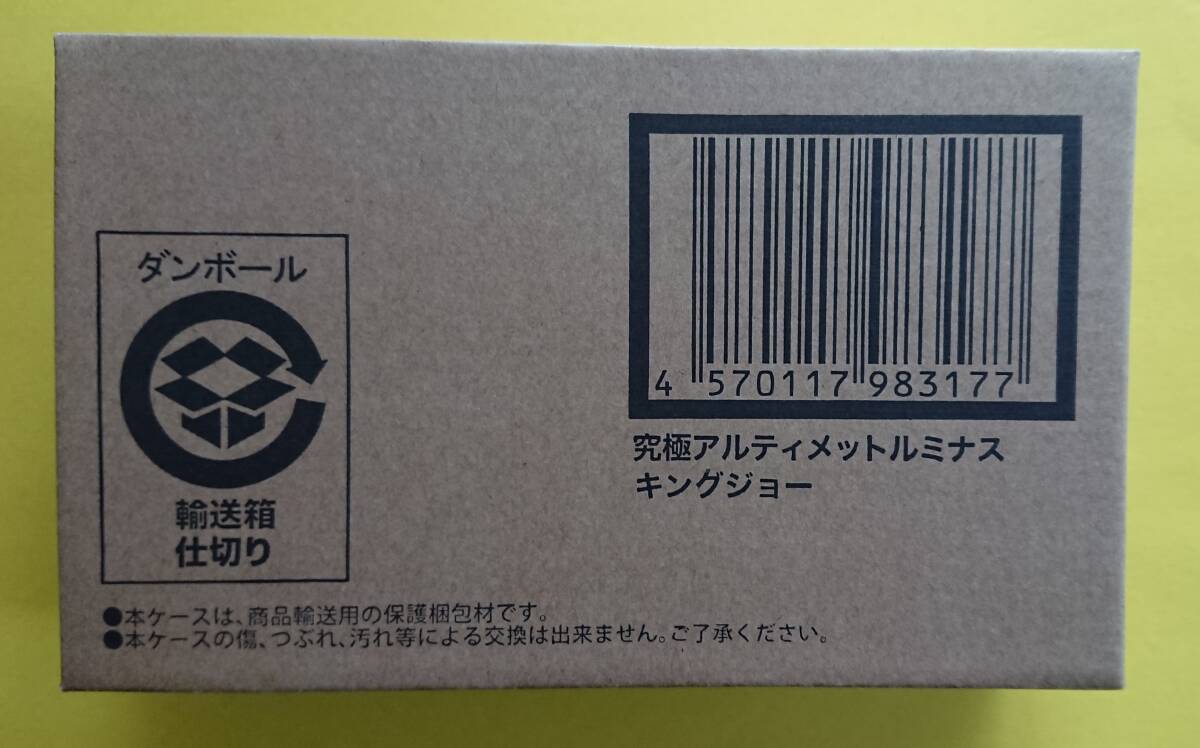 4 570117 983177
究極アルティメットルミナス
キングジョー
ダンボール
輸送箱
仕切り
●本ケースは、商品輸送用の保護梱包材です。
●本ケースの傷、つぶれ、汚れ等による交換は出来ません。ご了承ください。